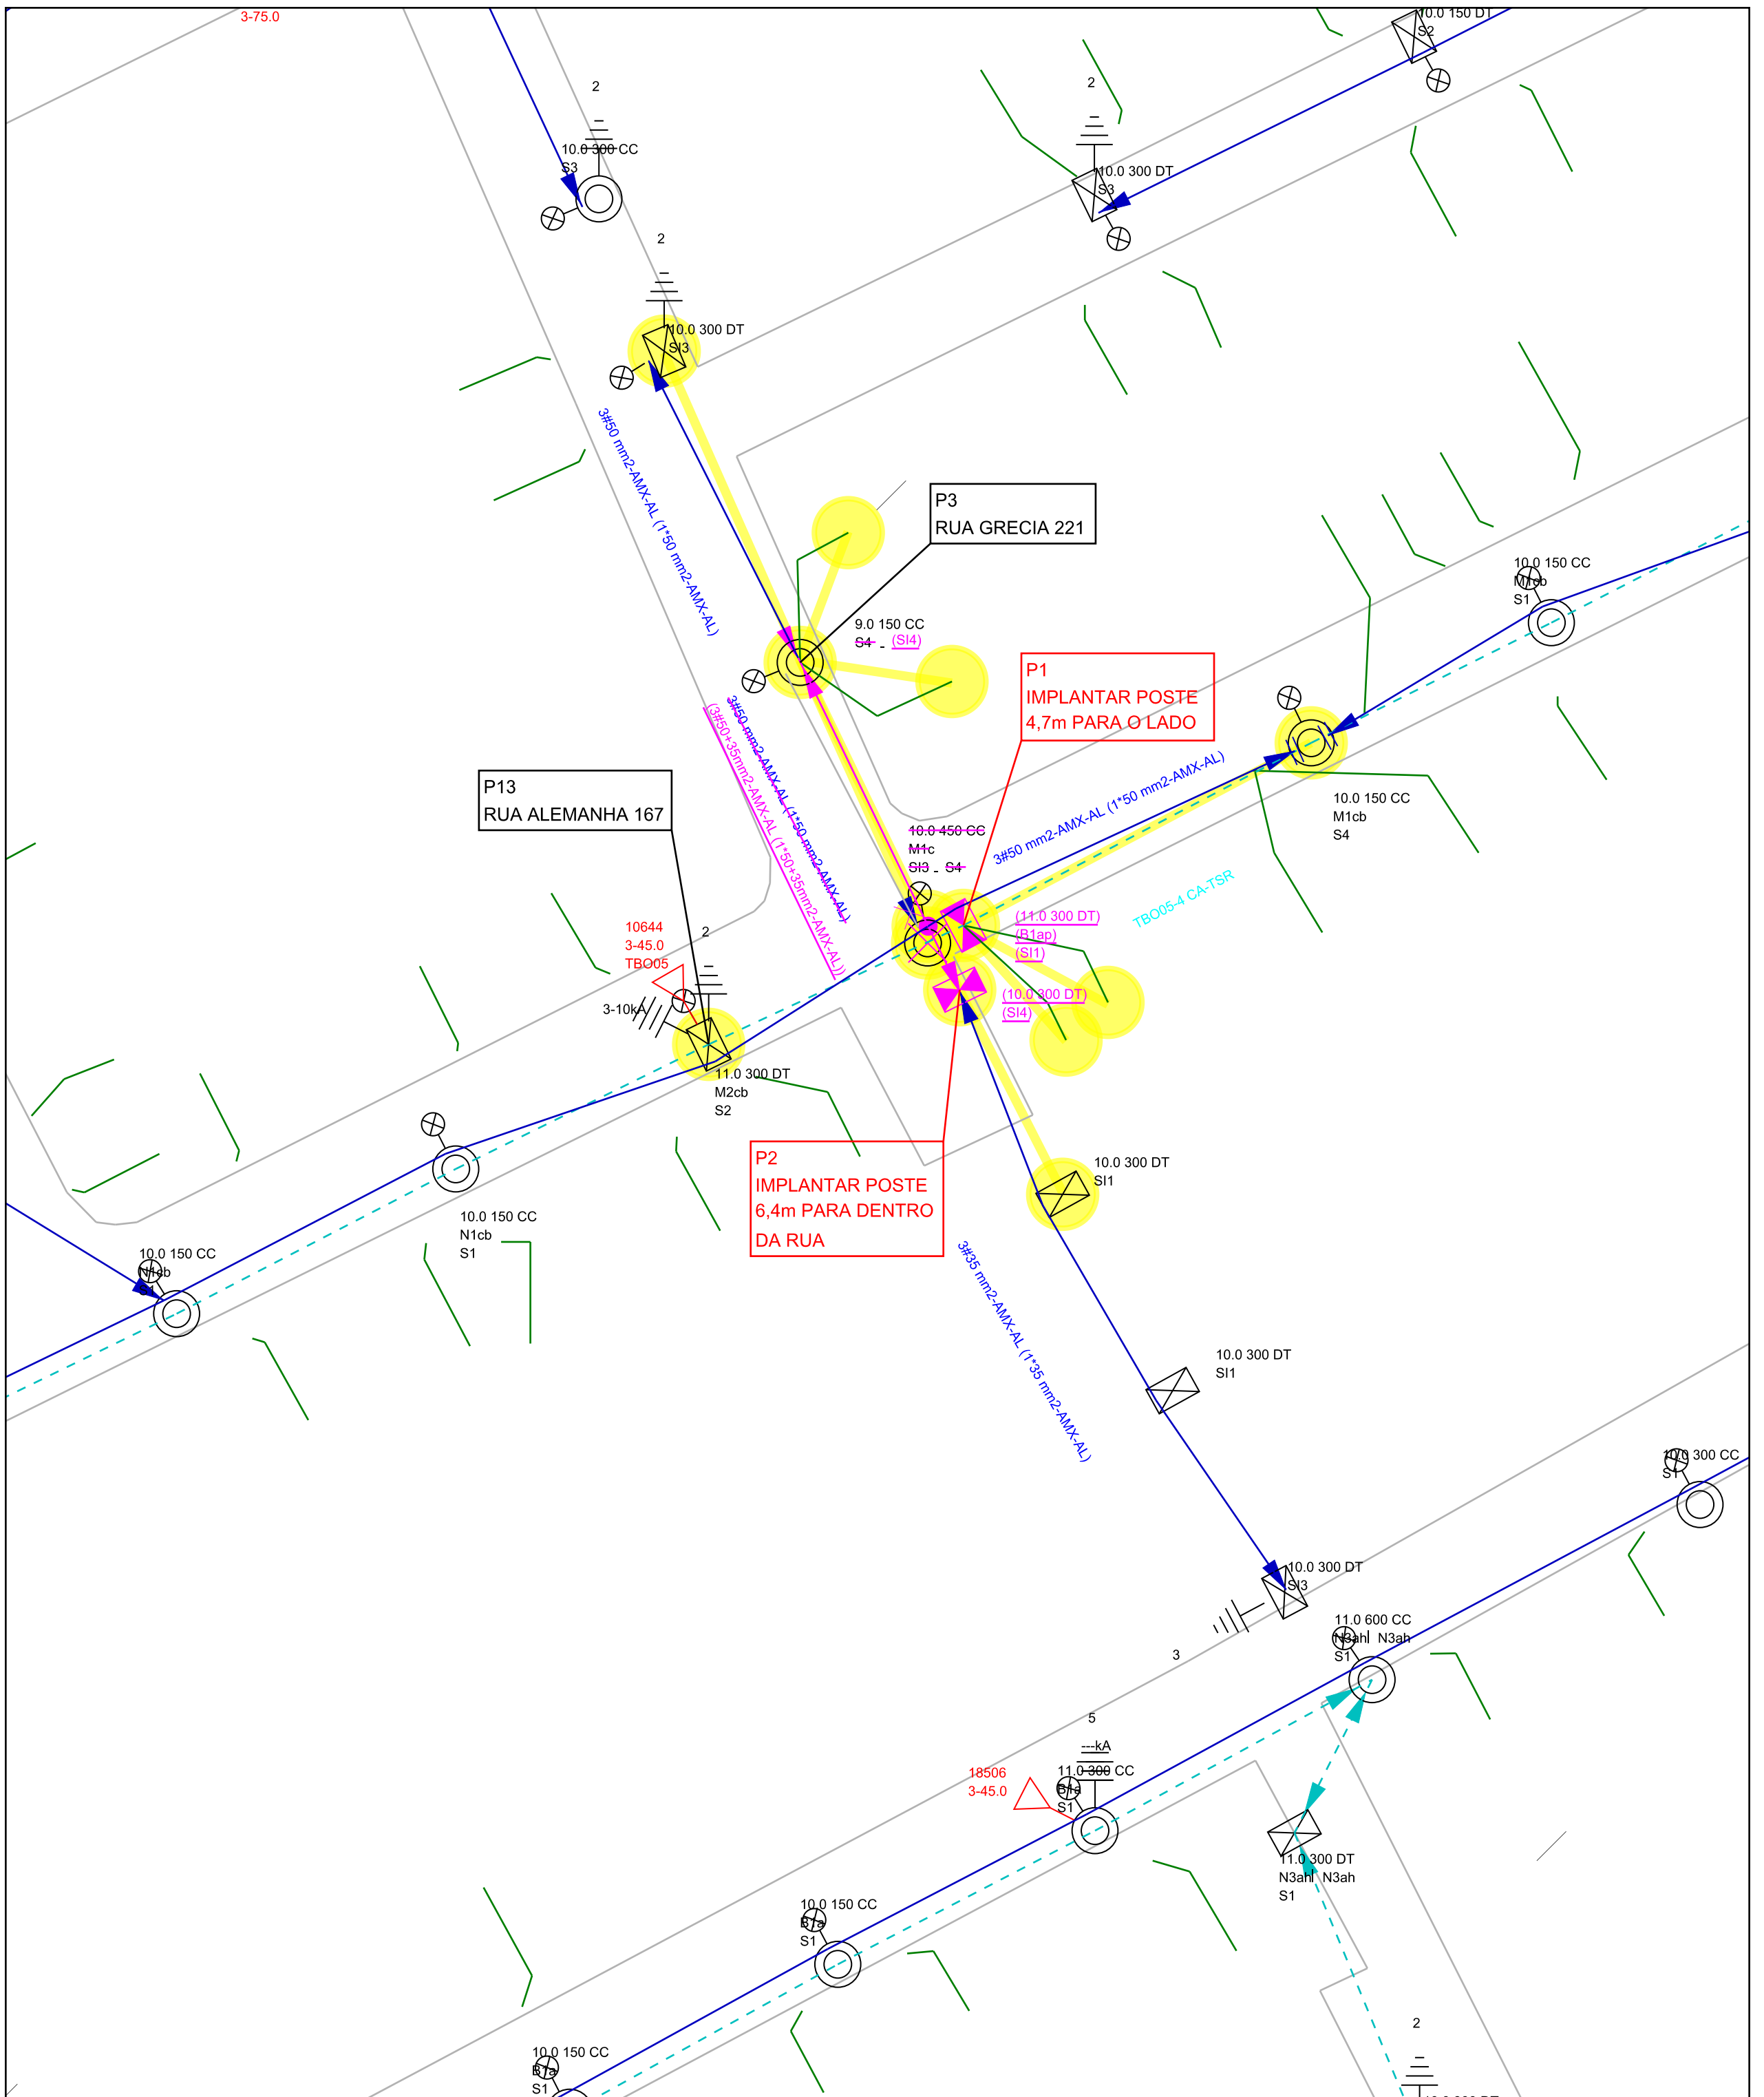 3-75.0
10.0 150 DT
S2
2
10.0 300 CC
S3
2
10.0 300 DT
S3
2
10.0 300 DT
SI3
3#50 mm2-AMX-AL (1*50 mm2-AMX-AL)
P3
RUA GRECIA 221
9.0 150 CC
S4 - (SI4)
10.0 150 CC
M1cb
S1
P1
IMPLANTAR POSTE
4,7m PARA O LADO
3#50 mm2-AMX-AL (1*50 mm2-AMX-AL)
(3#50+35mm2-AMX-AL (1*50+35mm2-AMX-AL))
P13
RUA ALEMANHA 167
3#50 mm2-AMX-AL (1*50 mm2-AMX-AL)
10.0 150 CC
M1cb
S4
10.0 450 CC
M1c
SI3 - S4
TBO05-4 CA-TSR
(11.0 300 DT)
(B1ap)
(SI1)
10644
3-45.0
TBO05
2
3-10kA
(10.0 300 DT)
(SI4)
11.0 300 DT
M2cb
S2
P2
IMPLANTAR POSTE
6,4m PARA DENTRO
DA RUA
10.0 300 DT
SI1
10.0 150 CC
N1cb
S1
10.0 150 CC
N1cb
S1
3#35 mm2-AMX-AL (1*35 mm2-AMX-AL)
10.0 300 DT
SI1
10.0 300 CC
S1
10.0 300 DT
SI3
11.0 600 CC
N3ah| N3ah
S1
3
5
---kA
18506
3-45.0
11.0 300 CC
B1a
S1
11.0 300 DT
N3ah| N3ah
S1
10.0 150 CC
B1a
S1
2
10.0 150 CC
B1a
S1